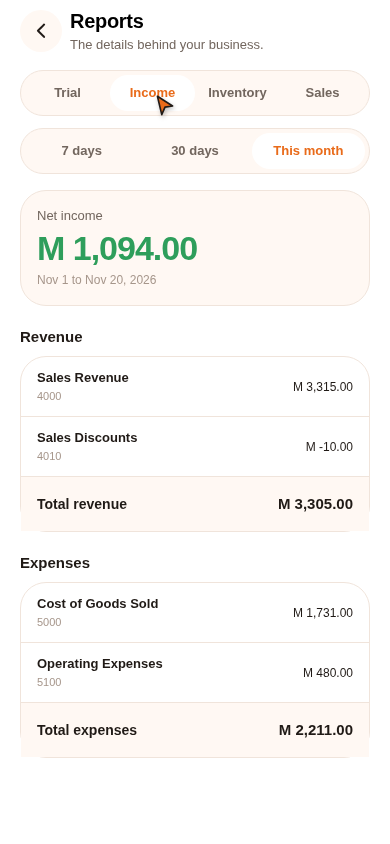 Reports
The details behind your business.
Trial Income Inventory Sales
7 days 30 days This month
Net income
M 1,094.00
Nov 1 to Nov 20, 2026
Revenue
Sales Revenue
4000
M 3,315.00
Sales Discounts
4010
M -10.00
Total revenue M 3,305.00
Expenses
Cost of Goods Sold
5000
M 1,731.00
Operating Expenses
5100
M 480.00
Total expenses M 2,211.00